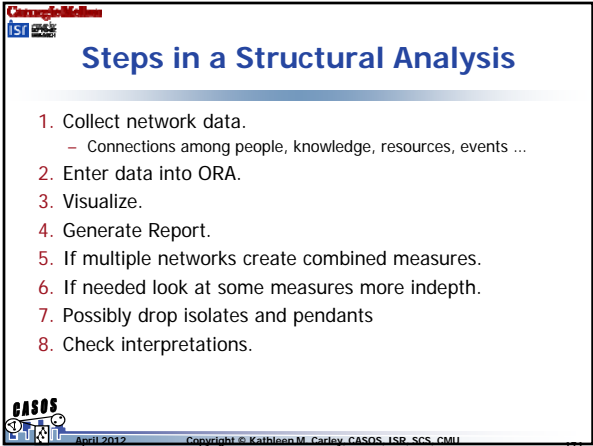 Carnegie Mellon
isr
Steps in a Structural Analysis
1. Collect network data.
– Connections among people, knowledge, resources, events ...
2. Enter data into ORA.
3. Visualize.
4. Generate Report.
5. If multiple networks create combined measures.
6. If needed look at some measures more indepth.
7. Possibly drop isolates and pendants
8. Check interpretations.
CASOS
April 2012 Copyright © Kathleen M. Carley, CASOS, ISR, SCS, CMU